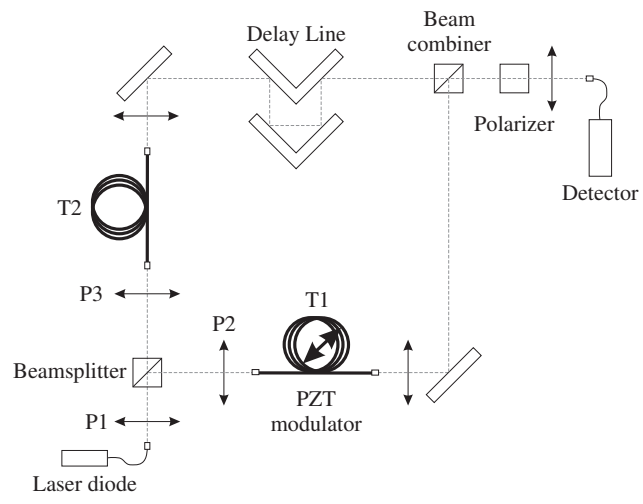 Delay Line
Beam
combiner
Polarizer
Detector
T2
P3
P2
T1
Beamsplitter
PZT
modulator
P1
Laser diode